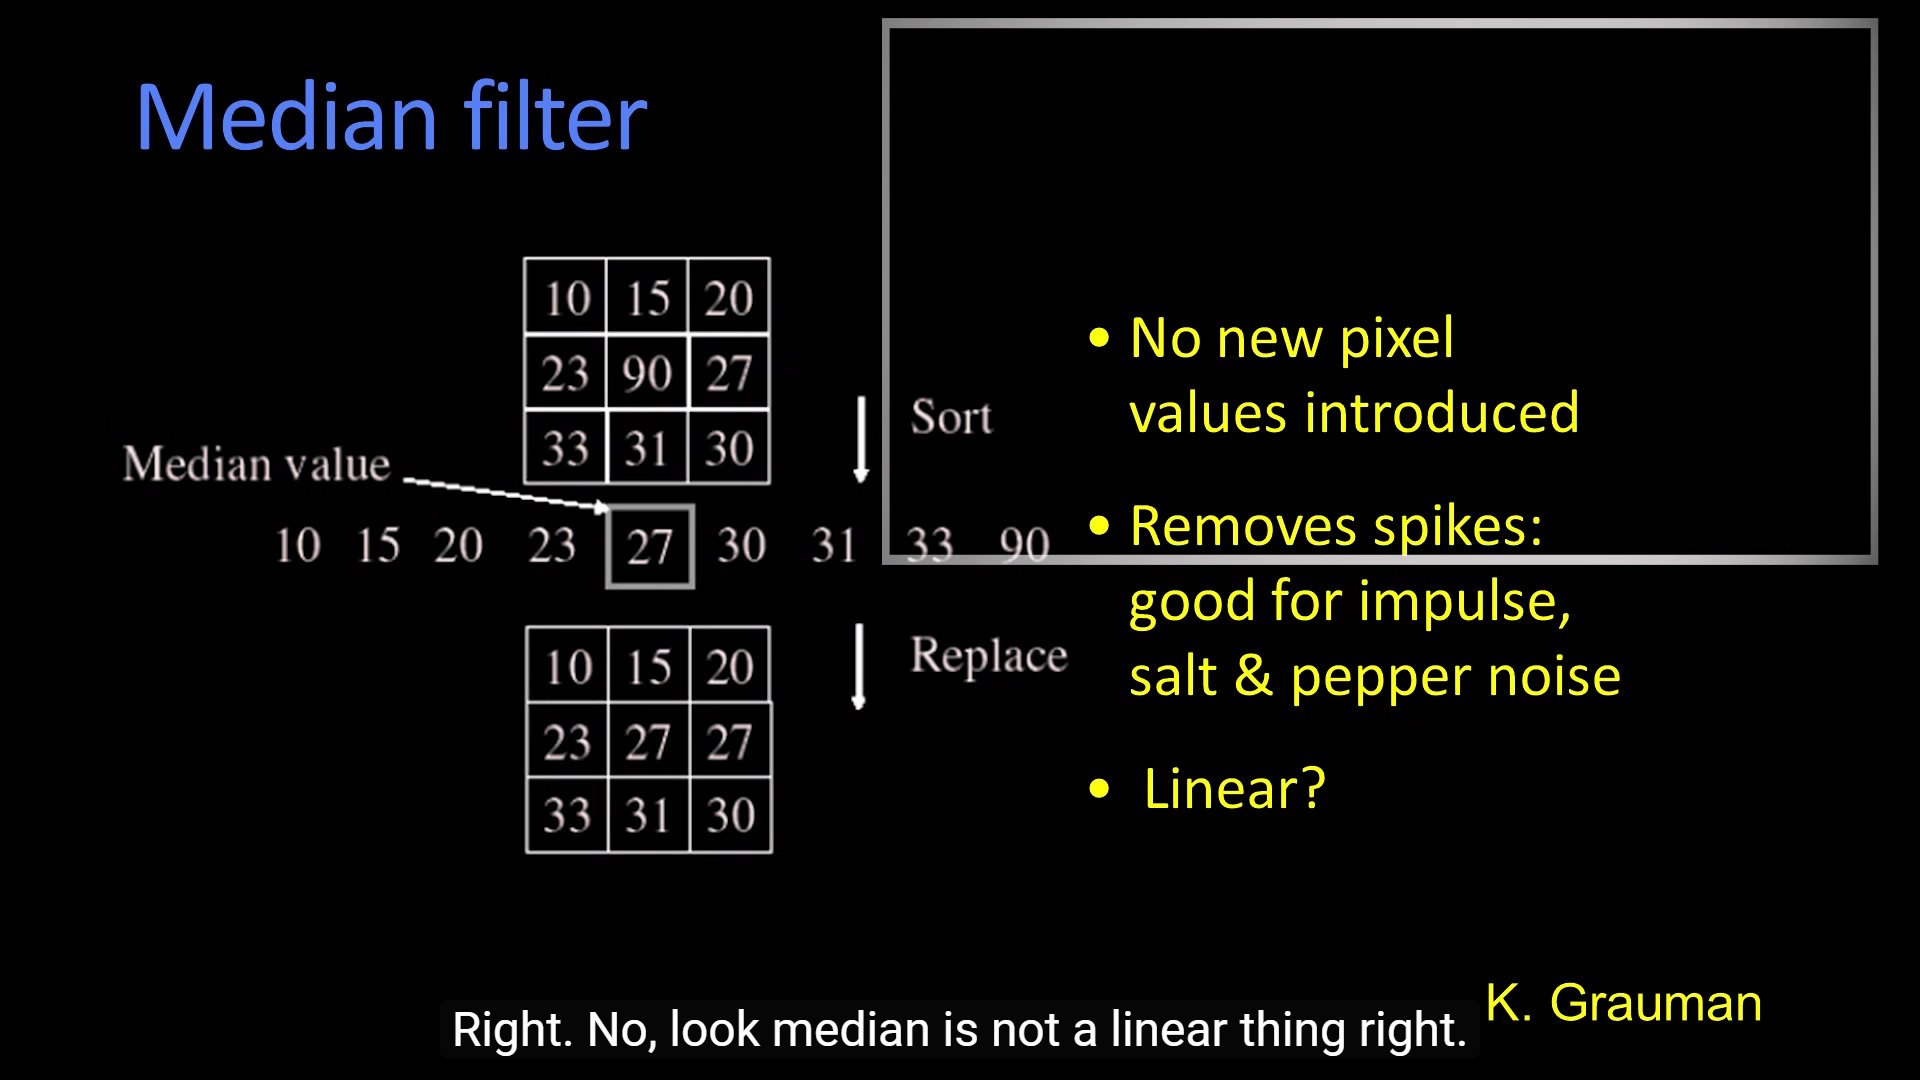 Median filter
10 15 20
23 90 27
33 31 30
Sort
Median value
10 15 20 23 27 30 31 33 90
Replace
10 15 20
23 27 27
33 31 30
• No new pixel
values introduced
• Removes spikes:
good for impulse,
salt & pepper noise
• Linear?
K. Grauman
Right. No, look median is not a linear thing right.